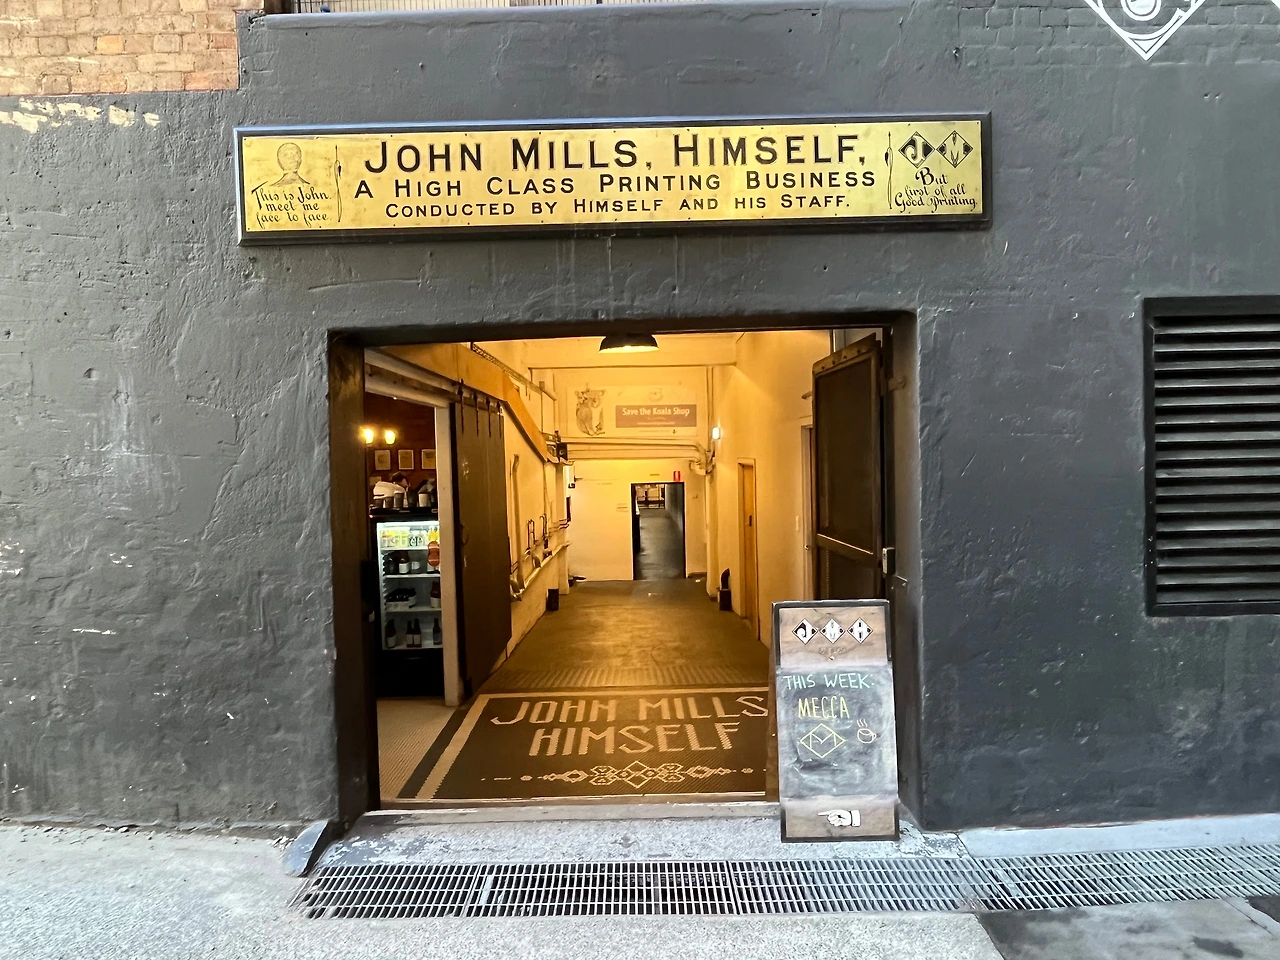 This is John.
meet me
face to face.
JOHN MILLS, HIMSELF,
A HIGH CLASS PRINTING BUSINESS
CONDUCTED BY HIMSELF AND HIS STAFF.
J M
But
first of all
Good printing.
Save the Koala Shop
JOHN MILLS
HIMSELF
J M H
THIS WEEK:
MECCA